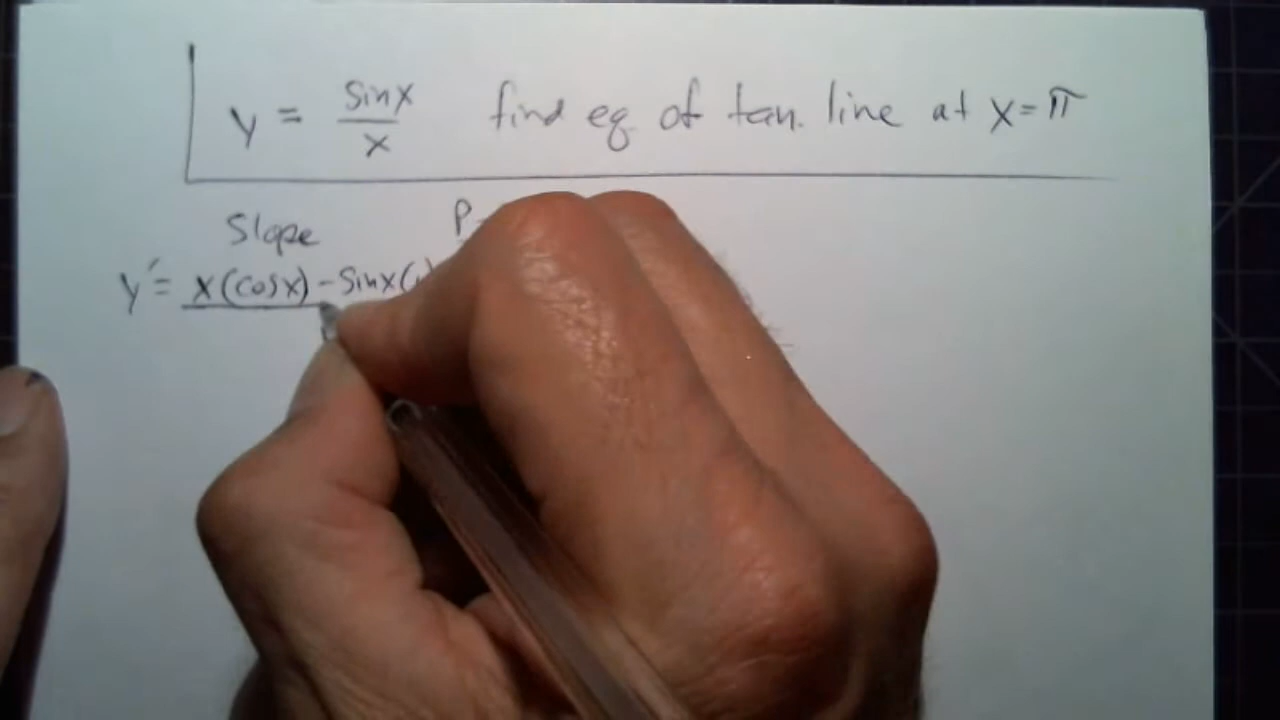 y = sinx/x find eq of tan. line at x=π
Slope P
y' = x(cosx) - sinx(